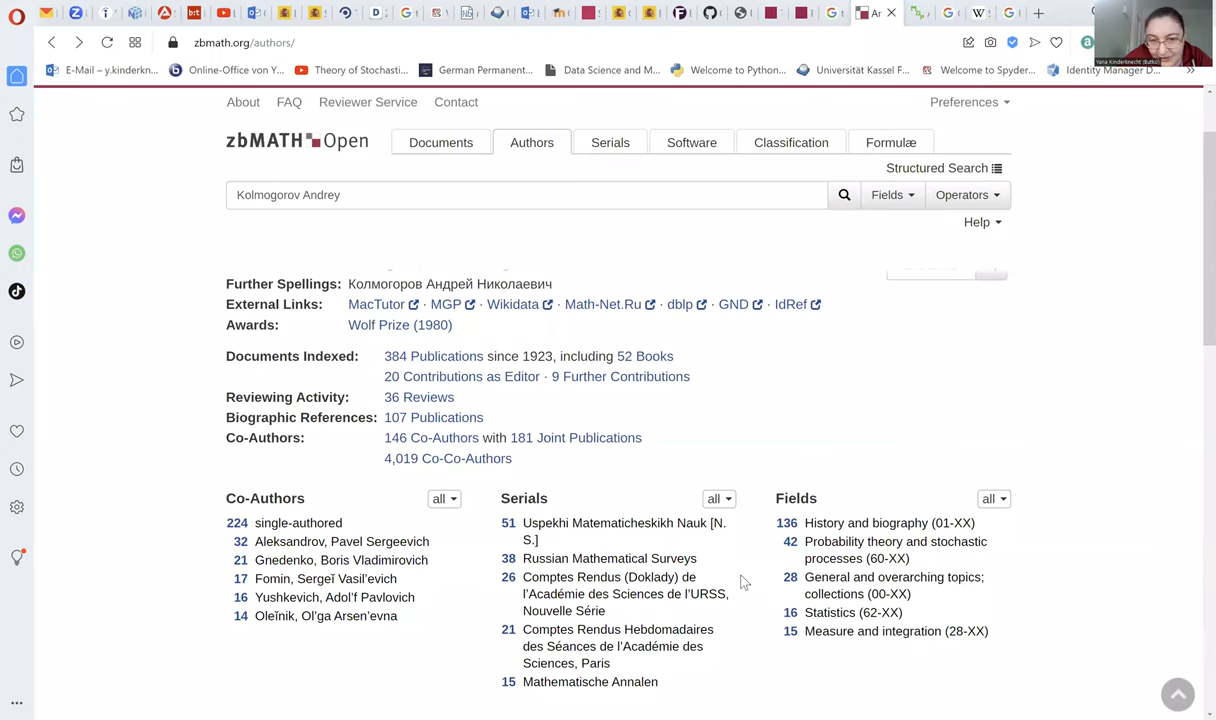 zbmath.org/authors/
E-Mail – y.kinderkn...
Online-Office von Y...
Theory of Stochasti...
German Permanent...
Data Science and M...
Welcome to Python...
Universität Kassel F...
Welcome to Spyder...
Identity Manager D...
Yana Kinderknecht (Butko)
About FAQ Reviewer Service Contact
Preferences
zbMATH Open
Documents Authors Serials Software Classification Formulæ
Structured Search
Kolmogorov Andrey
Fields Operators
Help
Further Spellings: Колмогоров Андрей Николаевич
External Links: MacTutor · MGP · Wikidata · Math-Net.Ru · dblp · GND · IdRef
Awards: Wolf Prize (1980)
Documents Indexed: 384 Publications since 1923, including 52 Books
20 Contributions as Editor · 9 Further Contributions
Reviewing Activity: 36 Reviews
Biographic References: 107 Publications
Co-Authors: 146 Co-Authors with 181 Joint Publications
4,019 Co-Co-Authors
Co-Authors all
224 single-authored
32 Aleksandrov, Pavel Sergeevich
21 Gnedenko, Boris Vladimirovich
17 Fomin, Sergeĭ Vasil'evich
16 Yushkevich, Adol'f Pavlovich
14 Oleĭnik, Ol'ga Arsen'evna
Serials all
51 Uspekhi Matematicheskikh Nauk [N.
S.]
38 Russian Mathematical Surveys
26 Comptes Rendus (Doklady) de
l'Académie des Sciences de l'URSS,
Nouvelle Série
21 Comptes Rendus Hebdomadaires
des Séances de l'Académie des
Sciences, Paris
15 Mathematische Annalen
Fields all
136 History and biography (01-XX)
42 Probability theory and stochastic
processes (60-XX)
28 General and overarching topics;
collections (00-XX)
16 Statistics (62-XX)
15 Measure and integration (28-XX)